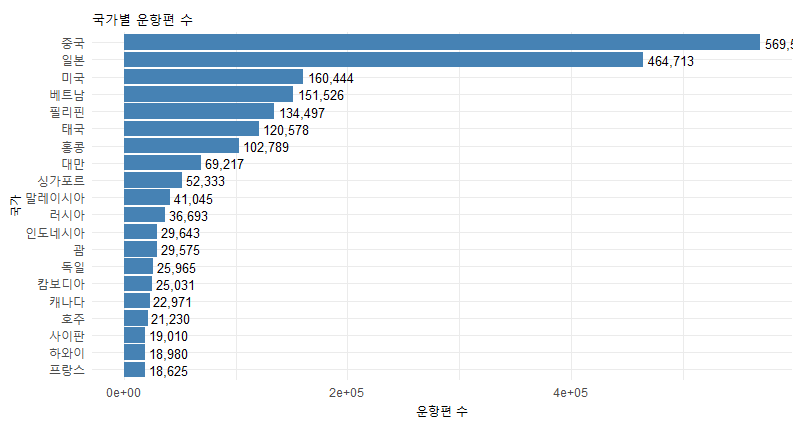 국가별 운항편 수
중국 569,5
일본 464,713
미국 160,444
베트남 151,526
필리핀 134,497
태국 120,578
홍콩 102,789
대만 69,217
싱가포르 52,333
말레이시아 41,045
러시아 36,693
인도네시아 29,643
괌 29,575
독일 25,965
캄보디아 25,031
캐나다 22,971
호주 21,230
사이판 19,010
하와이 18,980
프랑스 18,625
국가
0e+00 2e+05 4e+05
운항편 수